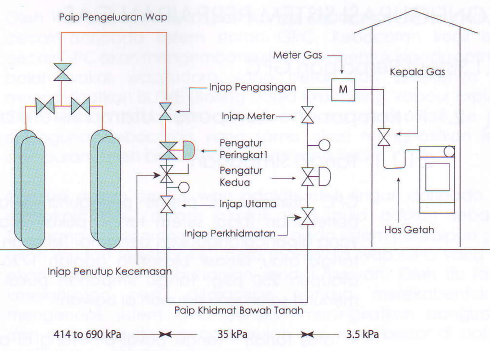 Paip Pengeluaran Wap
Meter Gas
M
Kepala Gas
Injap Pengasingan
Injap Meter
Pengatur
Peringkat1
Pengatur
Kedua
Injap Utama
Injap Perkhidmatan
Hos Getah
Injap Penutup Kecemasan
Paip Khidmat Bawah Tanah
414 to 690 kPa
35 kPa
3.5 kPa